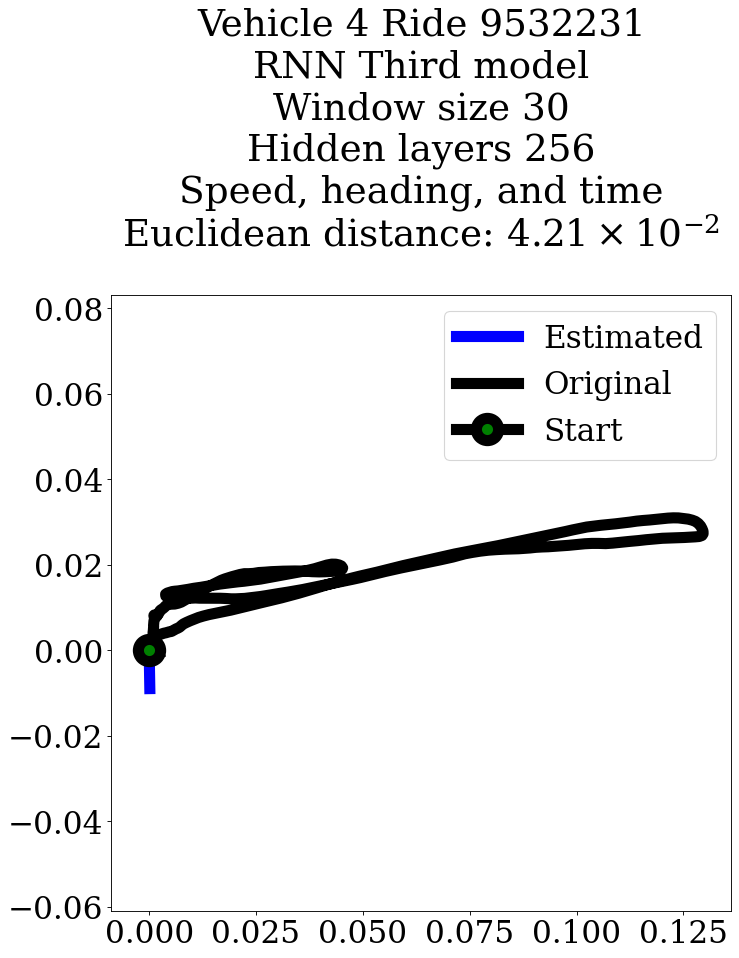 Vehicle 4 Ride 9532231
RNN Third model
Window size 30
Hidden layers 256
Speed, heading, and time
Euclidean distance: 4.21 × 10⁻²
0.08
Estimated
0.06
Original
Start
0.04
0.02
0.00
−0.02
−0.04
−0.06
0.000 0.025 0.050 0.075 0.100 0.125